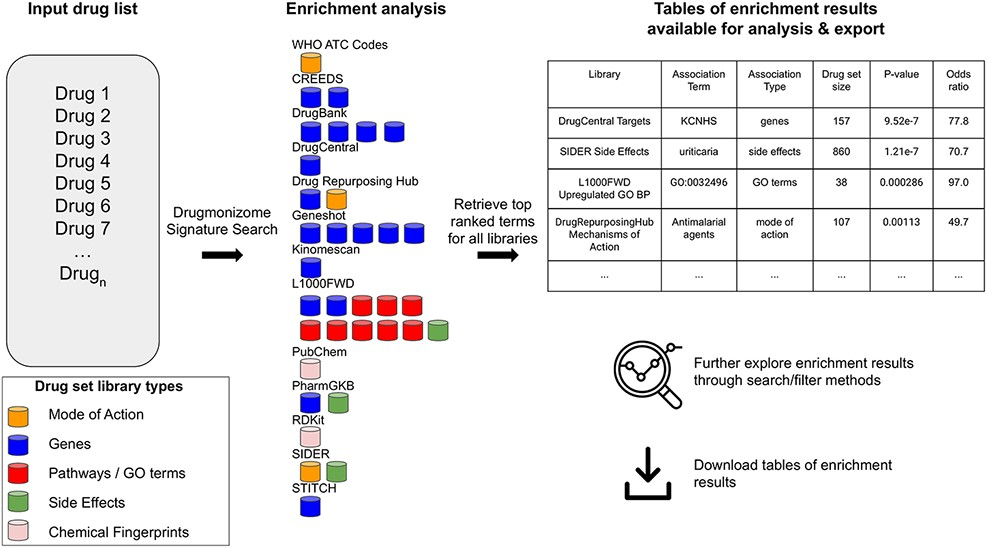 Input drug list
Drug 1
Drug 2
Drug 3
Drug 4
Drug 5
Drug 6
Drug 7
...
Drugn
Drug set library types
Mode of Action
Genes
Pathways / GO terms
Side Effects
Chemical Fingerprints
Drugmonizome
Signature Search
Enrichment analysis
WHO ATC Codes
CREEDS
DrugBank
DrugCentral
Drug Repurposing Hub
Geneshot
Kinomescan
L1000FWD
PubChem
PharmGKB
RDKit
SIDER
STITCH
Retrieve top
ranked terms
for all libraries
Tables of enrichment results
available for analysis & export
Library Association Term Association Type Drug set size P-value Odds ratio
DrugCentral Targets KCNHS genes 157 9.52e-7 77.8
SIDER Side Effects uriticaria side effects 860 1.21e-7 70.7
L1000FWD Upregulated GO BP GO:0032496 GO terms 38 0.000286 97.0
DrugRepurposingHub Mechanisms of Action Antimalarial agents mode of action 107 0.00113 49.7
... ... ... ... ... ...
Further explore enrichment results
through search/filter methods
Download tables of enrichment
results